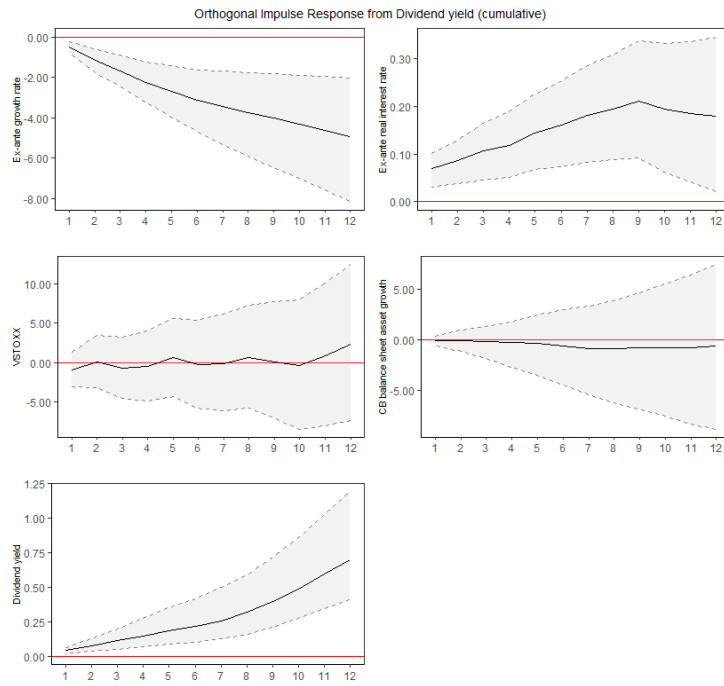 Orthogonal Impulse Response from Dividend yield (cumulative)
Ex-ante growth rate
0.00
-2.00
-4.00
-6.00
-8.00
1 2 3 4 5 6 7 8 9 10 11 12
Ex-ante real interest rate
0.30
0.20
0.10
0.00
1 2 3 4 5 6 7 8 9 10 11 12
VSTOXX
10.00
5.00
0.00
-5.00
1 2 3 4 5 6 7 8 9 10 11 12
CB balance sheet asset growth
5.00
0.00
-5.00
1 2 3 4 5 6 7 8 9 10 11 12
Dividend yield
1.25
1.00
0.75
0.50
0.25
0.00
1 2 3 4 5 6 7 8 9 10 11 12